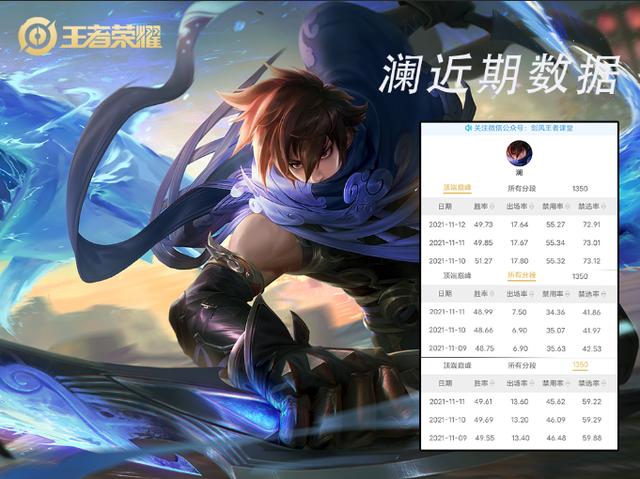 王者荣耀
澜近期数据
关注微信公众号：剑风王者课堂
澜
顶端巅峰 所有分段 1350
日期 胜率 出场率 禁用率 禁选率
2021-11-12 49.73 17.64 55.27 72.91
2021-11-11 49.85 17.67 55.34 73.01
2021-11-10 51.27 17.80 55.32 73.12
顶端巅峰 所有分段 1350
日期 胜率 出场率 禁用率 禁选率
2021-11-11 48.99 7.50 34.36 41.86
2021-11-10 48.66 6.90 35.07 41.97
2021-11-09 48.75 6.90 35.63 42.53
顶端巅峰 所有分段 1350
日期 胜率 出场率 禁用率 禁选率
2021-11-11 49.61 13.60 45.62 59.22
2021-11-10 49.69 13.20 46.09 59.29
2021-11-09 49.55 13.40 46.48 59.88